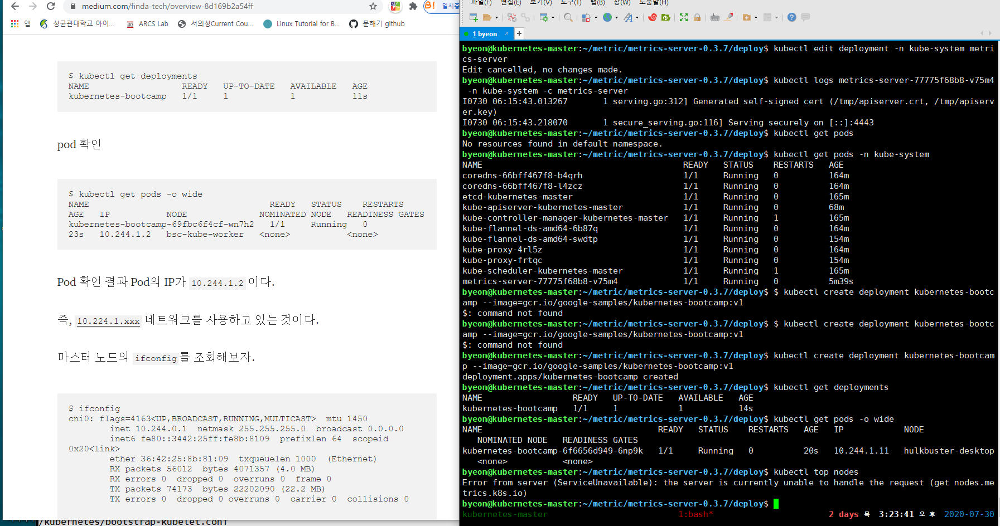 medium.com/finda-tech/overview-8d169b2a54ff
일시중
앱 성균관대학교 아이... ARCS Lab 서의성Current Cou... Linux Tutorial for B... 문해기 github
$ kubectl get deployments
NAME READY UP-TO-DATE AVAILABLE AGE
kubernetes-bootcamp 1/1 1 1 11s
pod 확인
$ kubectl get pods -o wide
NAME READY STATUS RESTARTS
AGE IP NODE NOMINATED NODE READINESS GATES
kubernetes-bootcamp-69fbc6f4cf-wn7h2 1/1 Running 0
23s 10.244.1.2 bsc-kube-worker <none> <none>
Pod 확인 결과 Pod의 IP가 10.244.1.2 이다.
즉, 10.224.1.xxx 네트워크를 사용하고 있는 것이다.
마스터 노드의 ifconfig 를 조회해보자.
$ ifconfig
cni0: flags=4163<UP,BROADCAST,RUNNING,MULTICAST> mtu 1450
inet 10.244.0.1 netmask 255.255.255.0 broadcast 0.0.0.0
inet6 fe80::3442:25ff:fe8b:8109 prefixlen 64 scopeid
0x20<link>
ether 36:42:25:8b:81:09 txqueuelen 1000 (Ethernet)
RX packets 56012 bytes 4071357 (4.0 MB)
RX errors 0 dropped 0 overruns 0 frame 0
TX packets 74173 bytes 22202090 (22.2 MB)
TX errors 0 dropped 0 overruns 0 carrier 0 collisions 0
/kubernetes/bootstrap-kubelet.conf
파일(F) 편집(E) 보기(V) 도구(T) 탭(B) 창(W) 도움말(H)
1 byeon × +
byeon@kubernetes-master:~/metric/metrics-server-0.3.7/deploy$ kubectl edit deployment -n kube-system metri
cs-server
Edit cancelled, no changes made.
byeon@kubernetes-master:~/metric/metrics-server-0.3.7/deploy$ kubectl logs metrics-server-77775f68b8-v75m4
-n kube-system -c metrics-server
I0730 06:15:43.013267 1 serving.go:312] Generated self-signed cert (/tmp/apiserver.crt, /tmp/apiserv
er.key)
I0730 06:15:43.218070 1 secure_serving.go:116] Serving securely on [::]:4443
byeon@kubernetes-master:~/metric/metrics-server-0.3.7/deploy$ kubectl get pods
No resources found in default namespace.
byeon@kubernetes-master:~/metric/metrics-server-0.3.7/deploy$ kubectl get pods -n kube-system
NAME READY STATUS RESTARTS AGE
coredns-66bff467f8-b4qrh 1/1 Running 0 164m
coredns-66bff467f8-l4zcz 1/1 Running 0 164m
etcd-kubernetes-master 1/1 Running 0 165m
kube-apiserver-kubernetes-master 1/1 Running 0 68m
kube-controller-manager-kubernetes-master 1/1 Running 1 165m
kube-flannel-ds-amd64-6b87q 1/1 Running 0 164m
kube-flannel-ds-amd64-swdtp 1/1 Running 0 154m
kube-proxy-4rl5z 1/1 Running 0 164m
kube-proxy-frtqc 1/1 Running 0 154m
kube-scheduler-kubernetes-master 1/1 Running 1 165m
metrics-server-77775f68b8-v75m4 1/1 Running 0 5m39s
byeon@kubernetes-master:~/metric/metrics-server-0.3.7/deploy$ $ kubectl create deployment kubernetes-bootc
amp --image=gcr.io/google-samples/kubernetes-bootcamp:v1
$: command not found
byeon@kubernetes-master:~/metric/metrics-server-0.3.7/deploy$ $ kubectl create deployment kubernetes-bootc
amp --image=gcr.io/google-samples/kubernetes-bootcamp:v1
$: command not found
byeon@kubernetes-master:~/metric/metrics-server-0.3.7/deploy$ kubectl create deployment kubernetes-bootcam
p --image=gcr.io/google-samples/kubernetes-bootcamp:v1
deployment.apps/kubernetes-bootcamp created
byeon@kubernetes-master:~/metric/metrics-server-0.3.7/deploy$ kubectl get deployments
NAME READY UP-TO-DATE AVAILABLE AGE
kubernetes-bootcamp 1/1 1 1 14s
byeon@kubernetes-master:~/metric/metrics-server-0.3.7/deploy$ kubectl get pods -o wide
NAME READY STATUS RESTARTS AGE IP NODE
NOMINATED NODE READINESS GATES
kubernetes-bootcamp-6f6656d949-6np9k 1/1 Running 0 20s 10.244.1.11 hulkbuster-desktop
<none> <none>
byeon@kubernetes-master:~/metric/metrics-server-0.3.7/deploy$ kubectl top nodes
Error from server (ServiceUnavailable): the server is currently unable to handle the request (get nodes.me
trics.k8s.io)
byeon@kubernetes-master:~/metric/metrics-server-0.3.7/deploy$
kubernetes-master 1:bash* 2 days 목 3:23:41 오후 2020-07-30